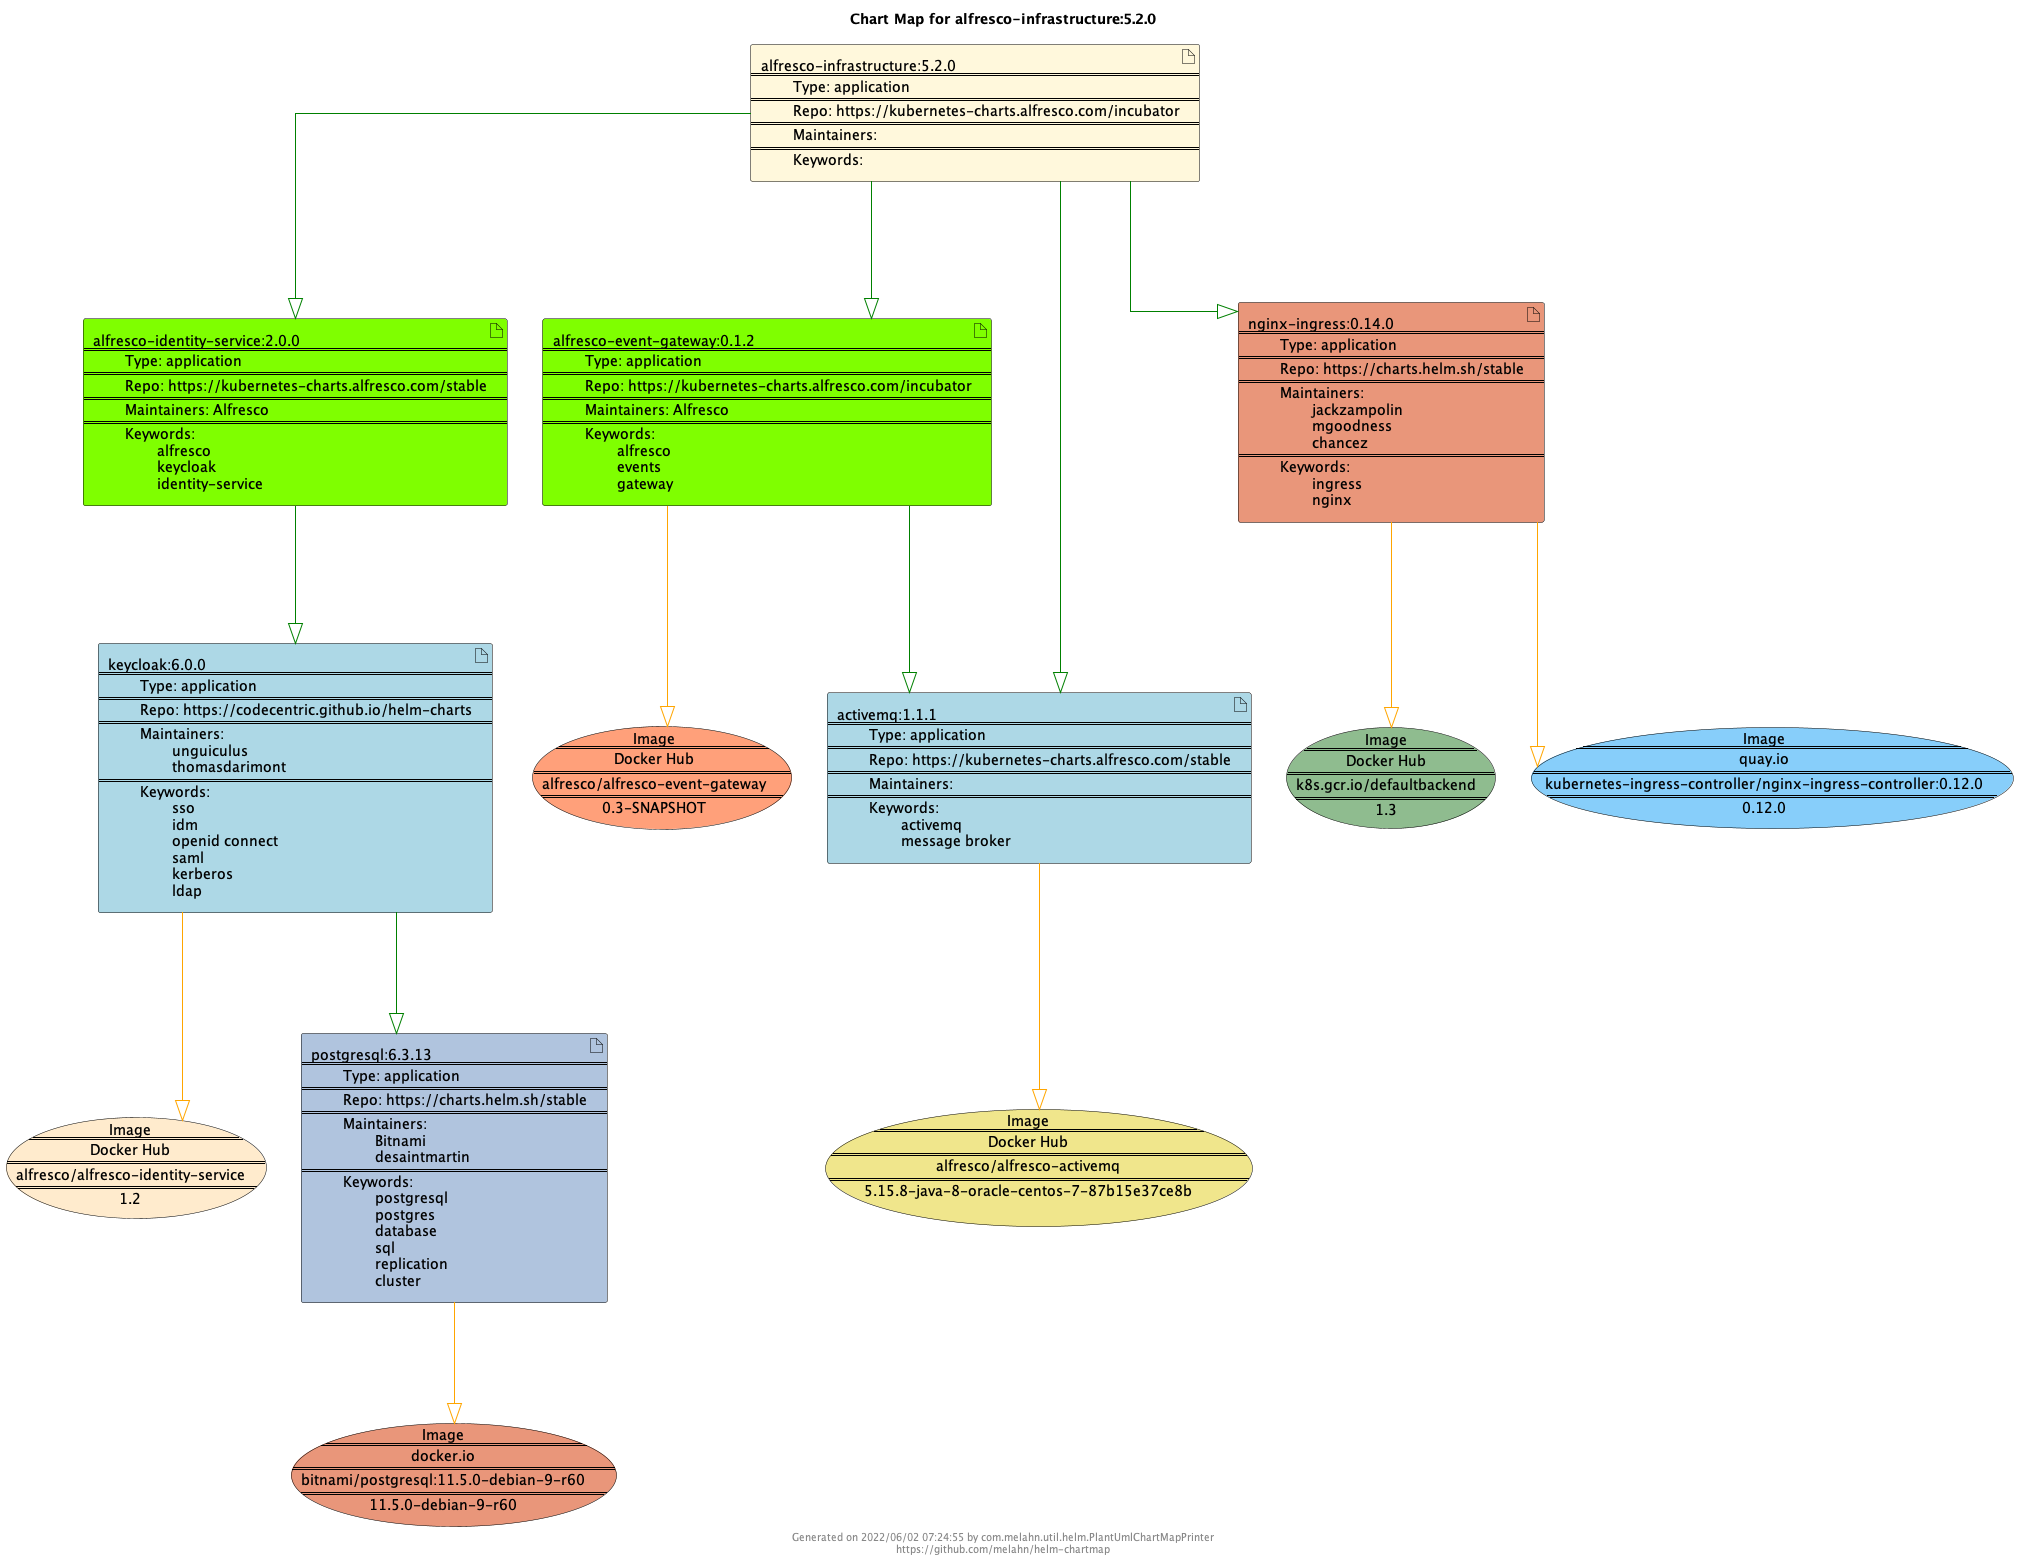 Chart Map for alfresco-infrastructure:5.2.0
alfresco-infrastructure:5.2.0
Type: application
Repo: https://kubernetes-charts.alfresco.com/incubator
Maintainers:
Keywords:
alfresco-identity-service:2.0.0
Type: application
Repo: https://kubernetes-charts.alfresco.com/stable
Maintainers: Alfresco
Keywords:
alfresco
keycloak
identity-service
alfresco-event-gateway:0.1.2
Type: application
Repo: https://kubernetes-charts.alfresco.com/incubator
Maintainers: Alfresco
Keywords:
alfresco
events
gateway
nginx-ingress:0.14.0
Type: application
Repo: https://charts.helm.sh/stable
Maintainers:
jackzampolin
mgoodness
chancez
Keywords:
ingress
nginx
keycloak:6.0.0
Type: application
Repo: https://codecentric.github.io/helm-charts
Maintainers:
unguiculus
thomasdarimont
Keywords:
sso
idm
openid connect
saml
kerberos
ldap
Image
Docker Hub
alfresco/alfresco-event-gateway
0.3-SNAPSHOT
activemq:1.1.1
Type: application
Repo: https://kubernetes-charts.alfresco.com/stable
Maintainers:
Keywords:
activemq
message broker
Image
Docker Hub
k8s.gcr.io/defaultbackend
1.3
Image
quay.io
kubernetes-ingress-controller/nginx-ingress-controller:0.12.0
0.12.0
Image
Docker Hub
alfresco/alfresco-identity-service
1.2
postgresql:6.3.13
Type: application
Repo: https://charts.helm.sh/stable
Maintainers:
Bitnami
desaintmartin
Keywords:
postgresql
postgres
database
sql
replication
cluster
Image
Docker Hub
alfresco/alfresco-activemq
5.15.8-java-8-oracle-centos-7-87b15e37ce8b
Image
docker.io
bitnami/postgresql:11.5.0-debian-9-r60
11.5.0-debian-9-r60
Generated on 2022/06/02 07:24:55 by com.melahn.util.helm.PlantUmlChartMapPrinter
https://github.com/melahn/helm-chartmap